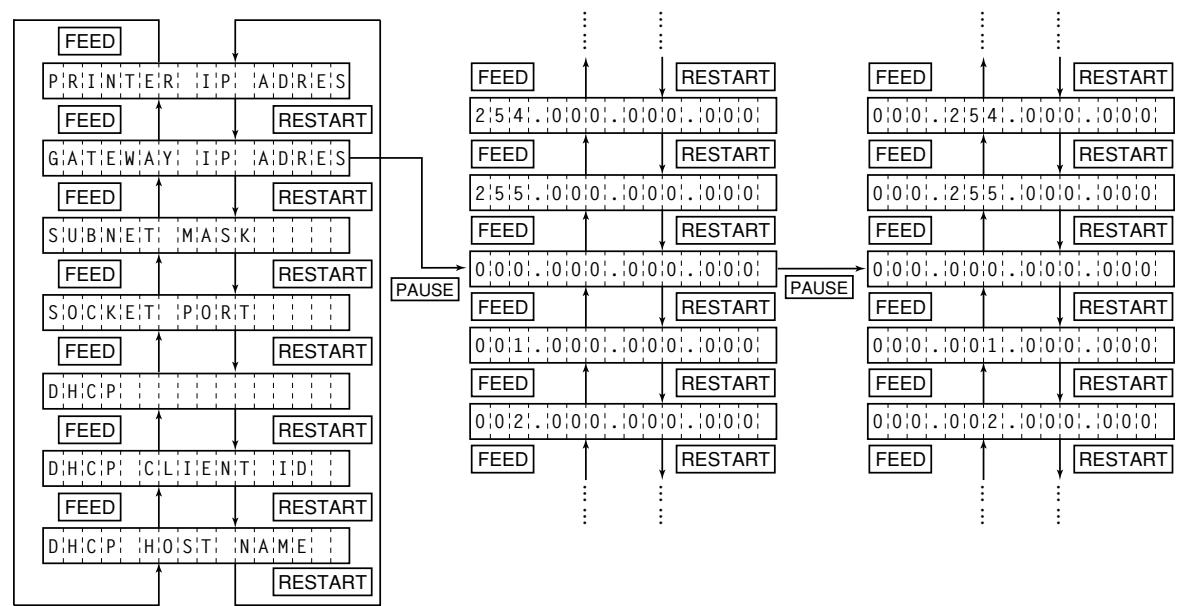 FEED
PRINTER IP ADRES
FEED RESTART
GATEWAY IP ADRES
FEED RESTART
SUBNET MASK
FEED RESTART
SOCKET PORT
FEED RESTART
DHCP
FEED RESTART
DHCP CLIENT ID
FEED RESTART
DHCP HOST NAME
RESTART
PAUSE
FEED RESTART
254.000.000.000
FEED RESTART
255.000.000.000
FEED RESTART
000.000.000.000
FEED RESTART
001.000.000.000
FEED RESTART
002.000.000.000
FEED RESTART
PAUSE
FEED RESTART
000.254.000.000
FEED RESTART
000.255.000.000
FEED RESTART
000.000.000.000
FEED RESTART
000.001.000.000
FEED RESTART
000.002.000.000
FEED RESTART